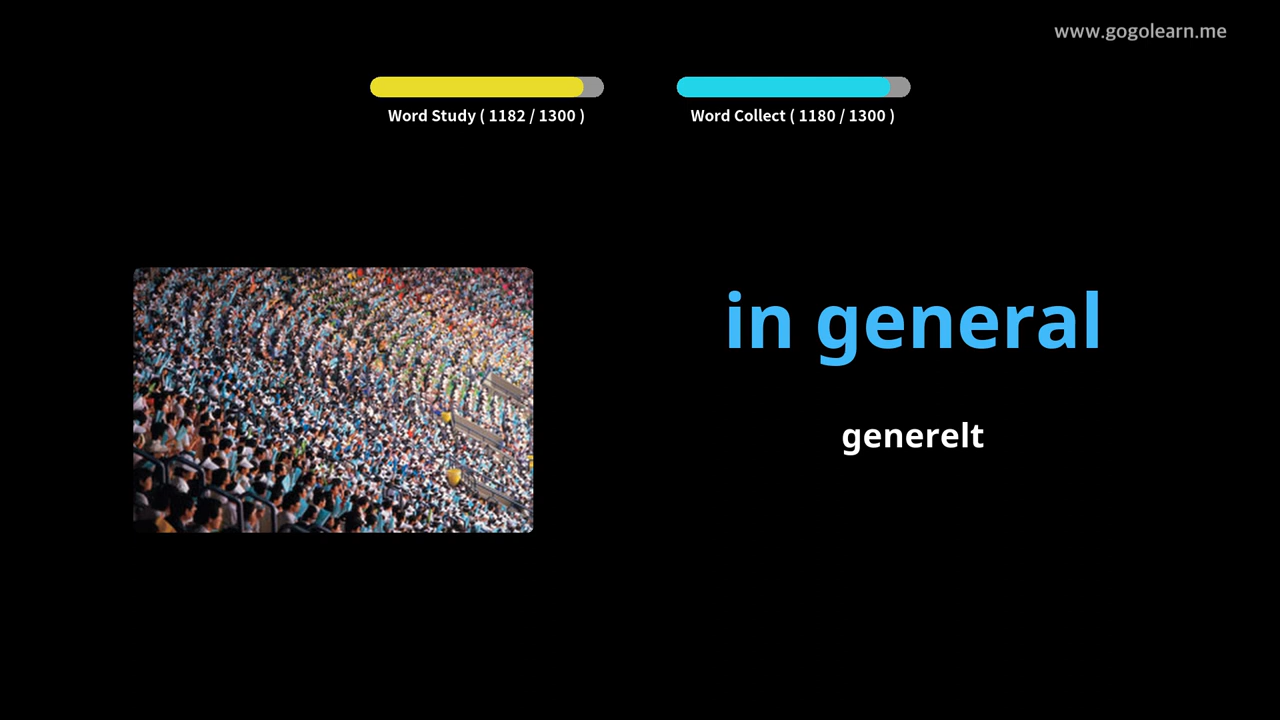 www.gogolearn.me
Word Study ( 1182 / 1300 )
Word Collect ( 1180 / 1300 )
in general
generelt